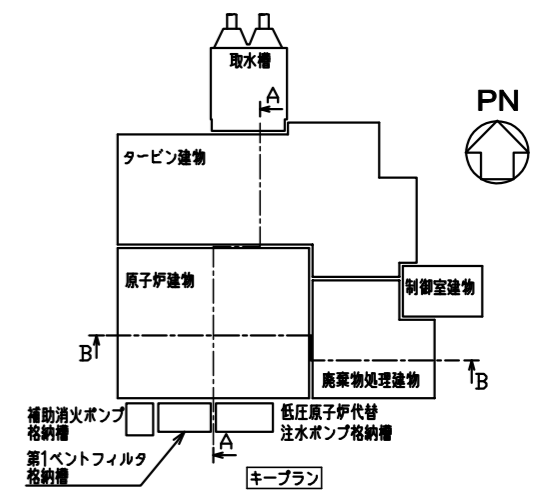 取水槽
A
PN
タービン建物
原子炉建物
制御室建物
B
廃棄物処理建物
B
補助消火ポンプ
格納槽
低圧原子炉代替
注水ポンプ格納槽
A
第1ベントフィルタ
格納槽
キープラン